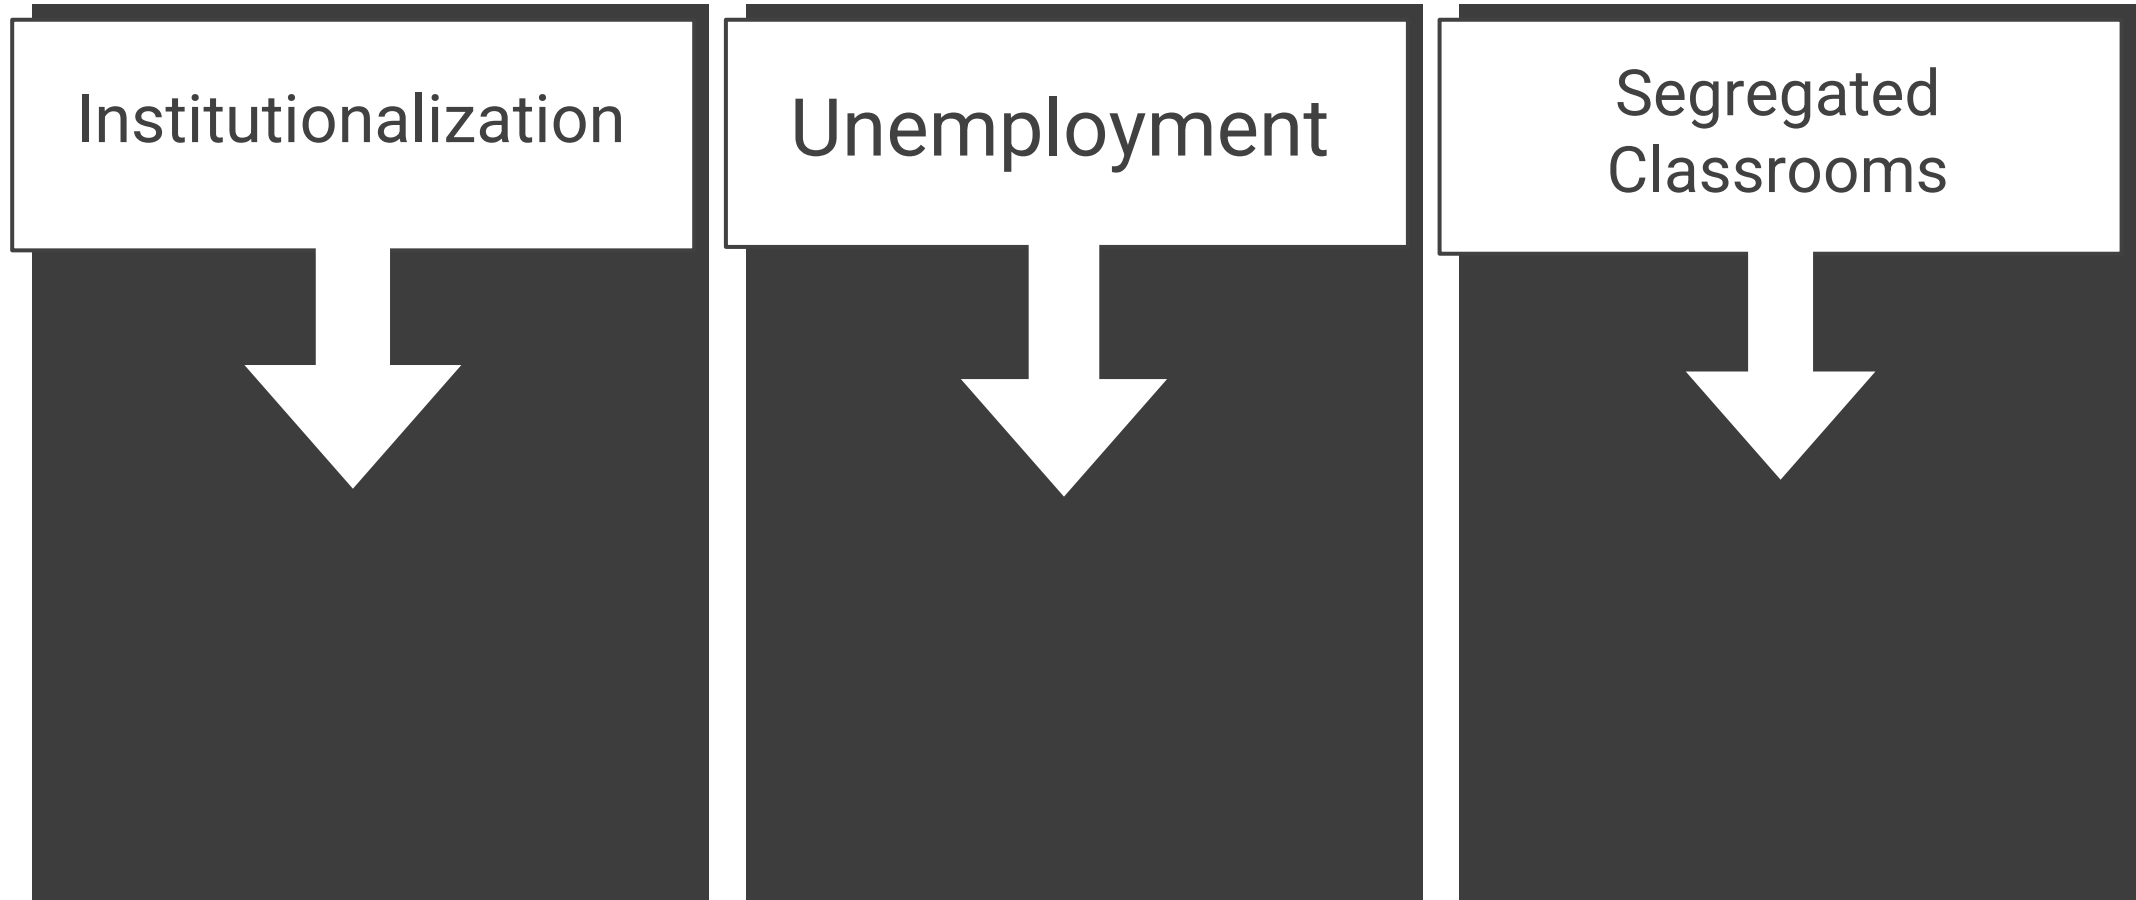 Institutionalization
Unemployment
Segregated
Classrooms